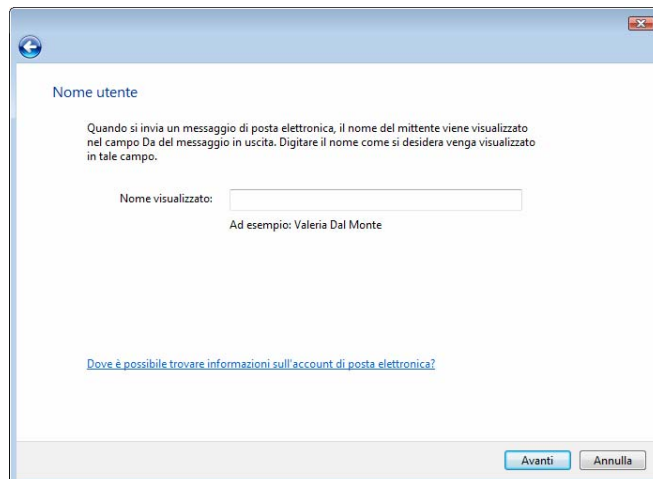 Nome utente
Quando si invia un messaggio di posta elettronica, il nome del mittente viene visualizzato
nel campo Da del messaggio in uscita. Digitare il nome come si desidera venga visualizzato
in tale campo.
Nome visualizzato:
Ad esempio: Valeria Dal Monte
Dove è possibile trovare informazioni sull'account di posta elettronica?
Avanti Annulla